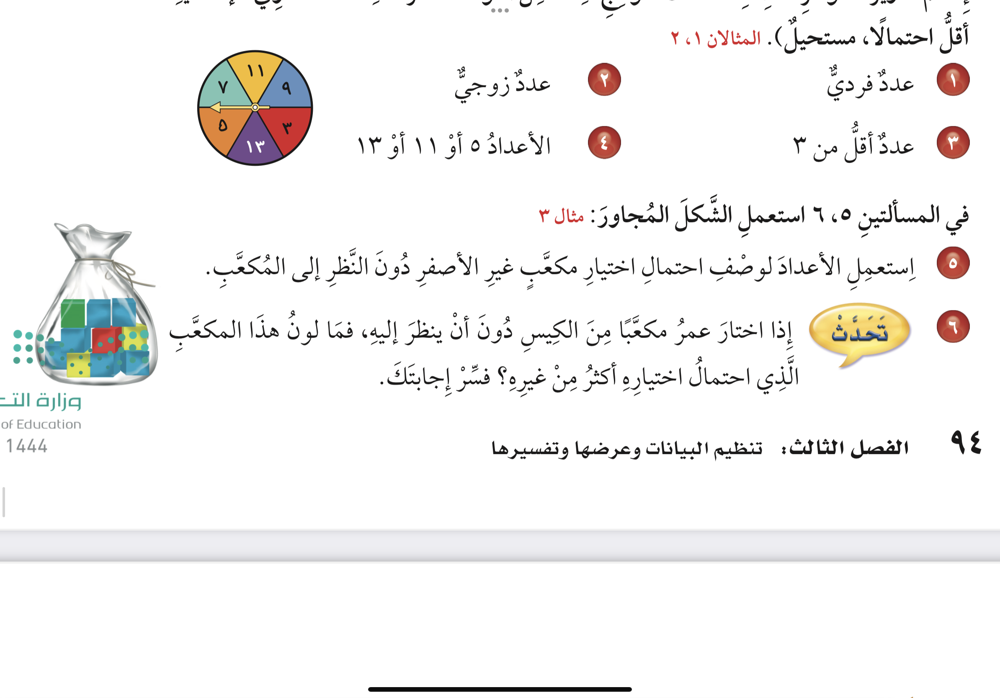 أقلُّ احتمالًا، مستحيلٌ). المثالان ١، ٢
١ عددٌ فرديٌّ
٢ عددٌ زوجيٌّ
٣ عددٌ أقلُّ من ٣
٤ الأعدادُ ٥ أوْ ١١ أوْ ١٣
١١
٩
٧
٣
٥
١٣
في المسألتينِ ٥، ٦ استعملِ الشَّكلَ المُجاورَ: مثال ٣
٥ اِستعمِلِ الأعدادَ لوصْفِ احتمالِ اختيارِ مكعَّبٍ غيرِ الأصفرِ دُونَ النَّظرِ إلى المُكعَّبِ.
٦ تَحَدَّثْ إِذا اختارَ عمرُ مكعَّبًا مِنَ الكِيسِ دُونَ أنْ ينظرَ إليهِ، فمَا لونُ هذَا المكعَّبِ
الَّذِي احتمالُ اختيارِهِ أكثرُ مِنْ غيرِهِ؟ فسِّرْ إِجابتَكَ.
وزارة التـ
of Education
1444
٩٤ الفصل الثالث: تنظيم البيانات وعرضها وتفسيرها